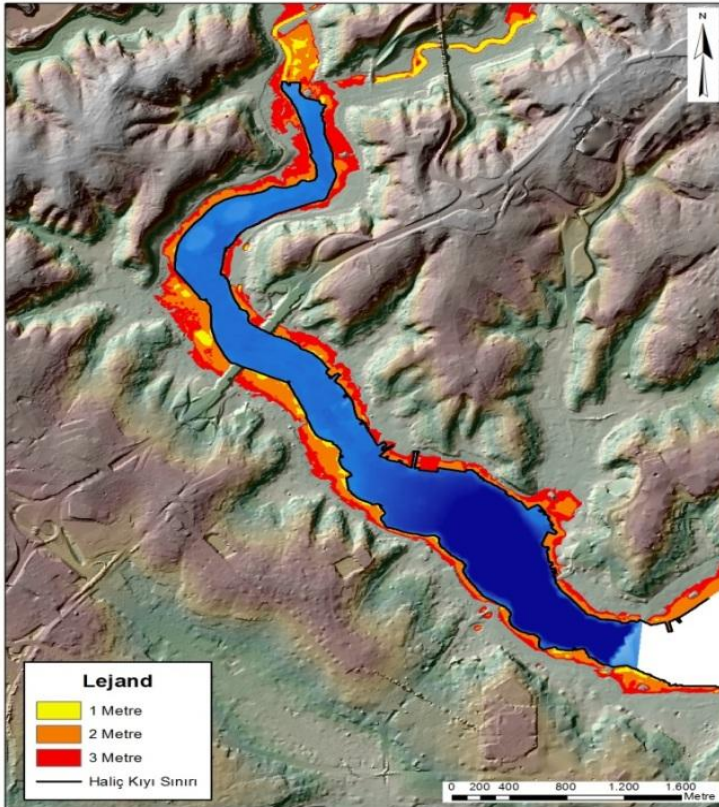 N
Lejand
1 Metre
2 Metre
3 Metre
Haliç Kıyı Sınırı
0 200 400 800 1.200 1.600
Metre